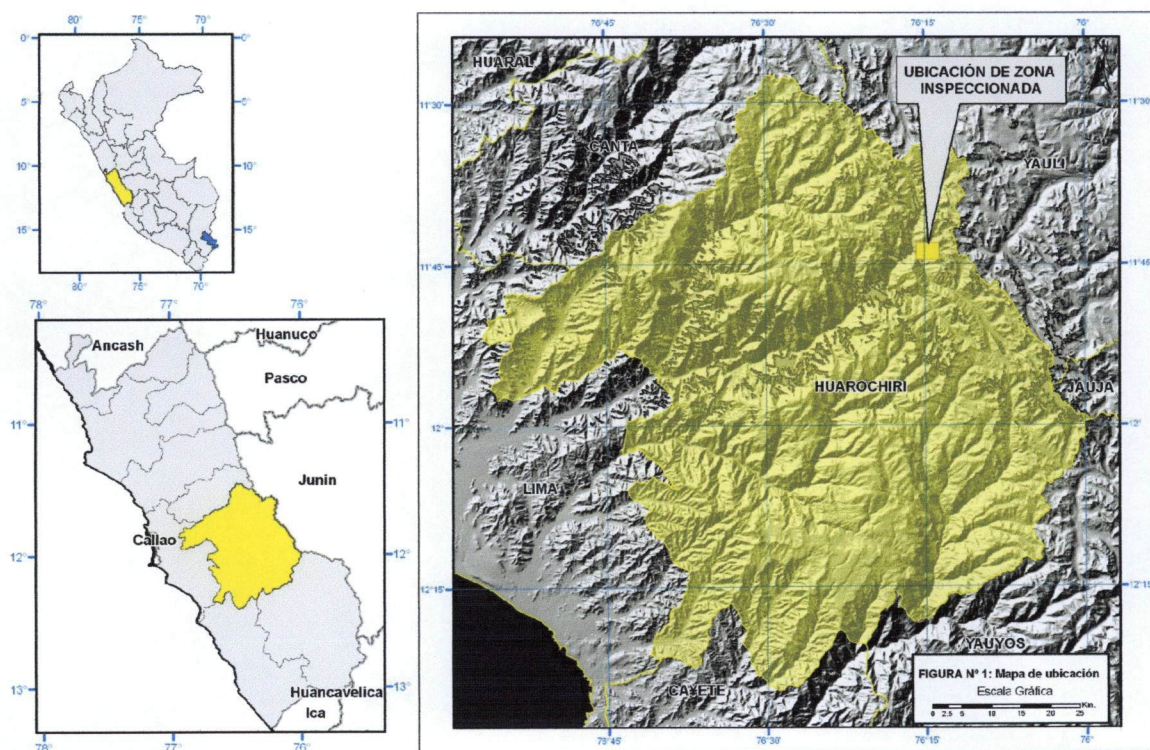 80°
75°
70°
0°
0°
5°
5°
10°
10°
15°
15°
80°
75°
70°
78°
77°
76°
Ancash
Huanuco
Pasco
11°
11°
Junin
Callao
12°
12°
13°
13°
Huancavelica
Ica
78°
77°
76°
76°45
76°30
76°15
76°
HUARAL
UBICACIÓN DE ZONA
INSPECCIONADA
11°30
11°30
CANTA
YAULI
11°45
11°45
HUAROCHIRI
JAUJA
12°
12°
LIMA
12°15
12°15
YAUYOS
CAYETE
FIGURA N° 1: Mapa de ubicación
Escala Gráfica
0 2.5 5 10 15 20 25 Km.
76°45
76°30
76°15
76°